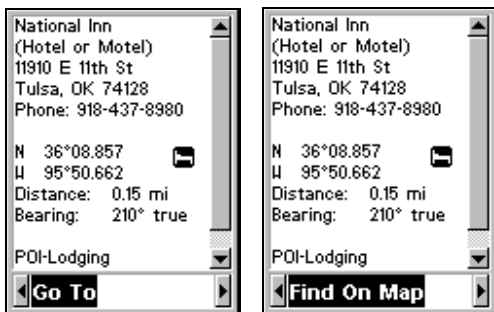 National Inn
(Hotel or Motel)
11910 E 11th St
Tulsa, OK 74128
Phone: 918-437-8980
N 36°08.857
W 95°50.662
Distance: 0.15 mi
Bearing: 210° true
POI-Lodging
Go To
National Inn
(Hotel or Motel)
11910 E 11th St
Tulsa, OK 74128
Phone: 918-437-8980
N 36°08.857
W 95°50.662
Distance: 0.15 mi
Bearing: 210° true
POI-Lodging
Find On Map